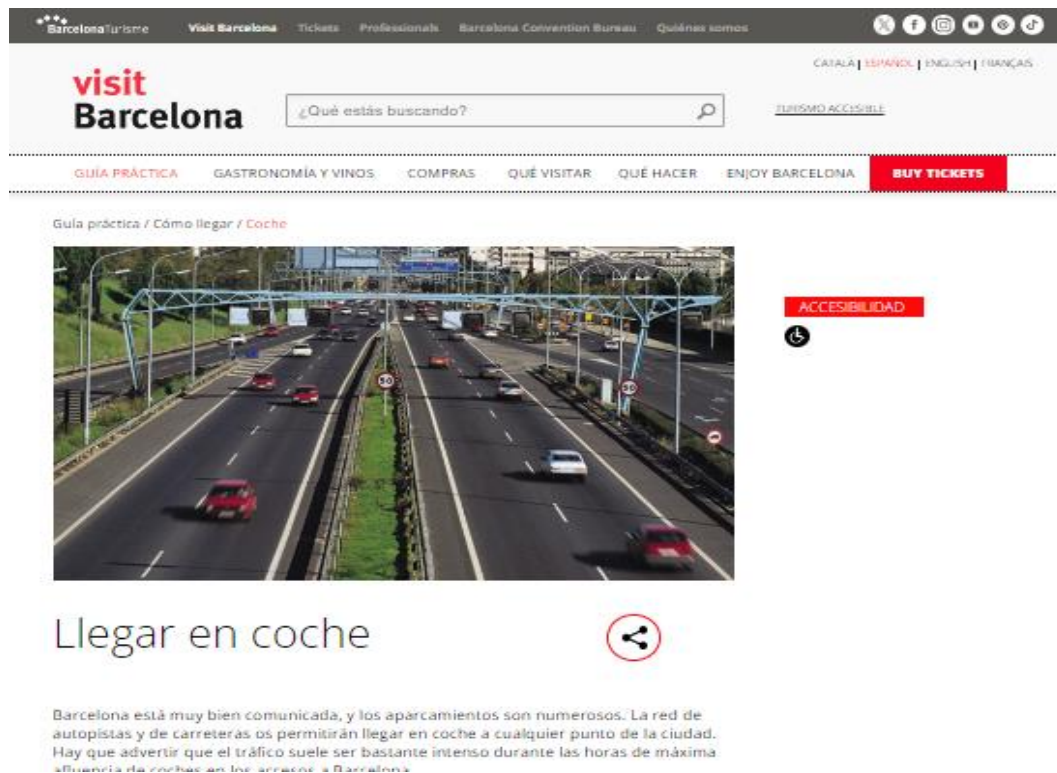 BarcelonaTurisme Visit Barcelona Tickets Professionals Barcelona Convention Bureau Quiénes somos
CATALÀ | ESPAÑOL | ENGLISH | FRANÇAIS
visit
Barcelona
¿Qué estás buscando?
TURISMO ACCESIBLE
GUÍA PRÁCTICA GASTRONOMÍA Y VINOS COMPRAS QUÉ VISITAR QUÉ HACER ENJOY BARCELONA BUY TICKETS
Guía práctica / Cómo llegar / Coche
ACCESIBILIDAD
50
50
Llegar en coche
Barcelona está muy bien comunicada, y los aparcamientos son numerosos. La red de
autopistas y de carreteras os permitirán llegar en coche a cualquier punto de la ciudad.
Hay que advertir que el tráfico suele ser bastante intenso durante las horas de máxima
afluencia de coches en los accesos a Barcelona